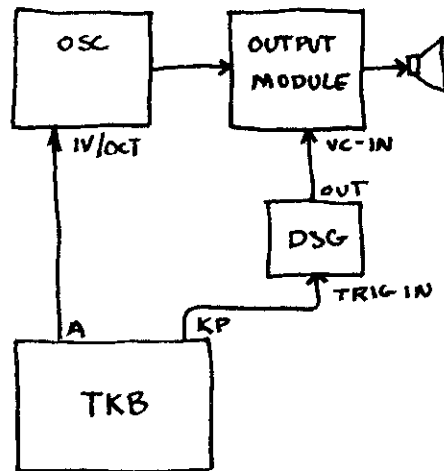 OSC
OUTPUT
MODULE
1V/OCT
VC-IN
OUT
DSG
TRIG IN
A
KP
TKB